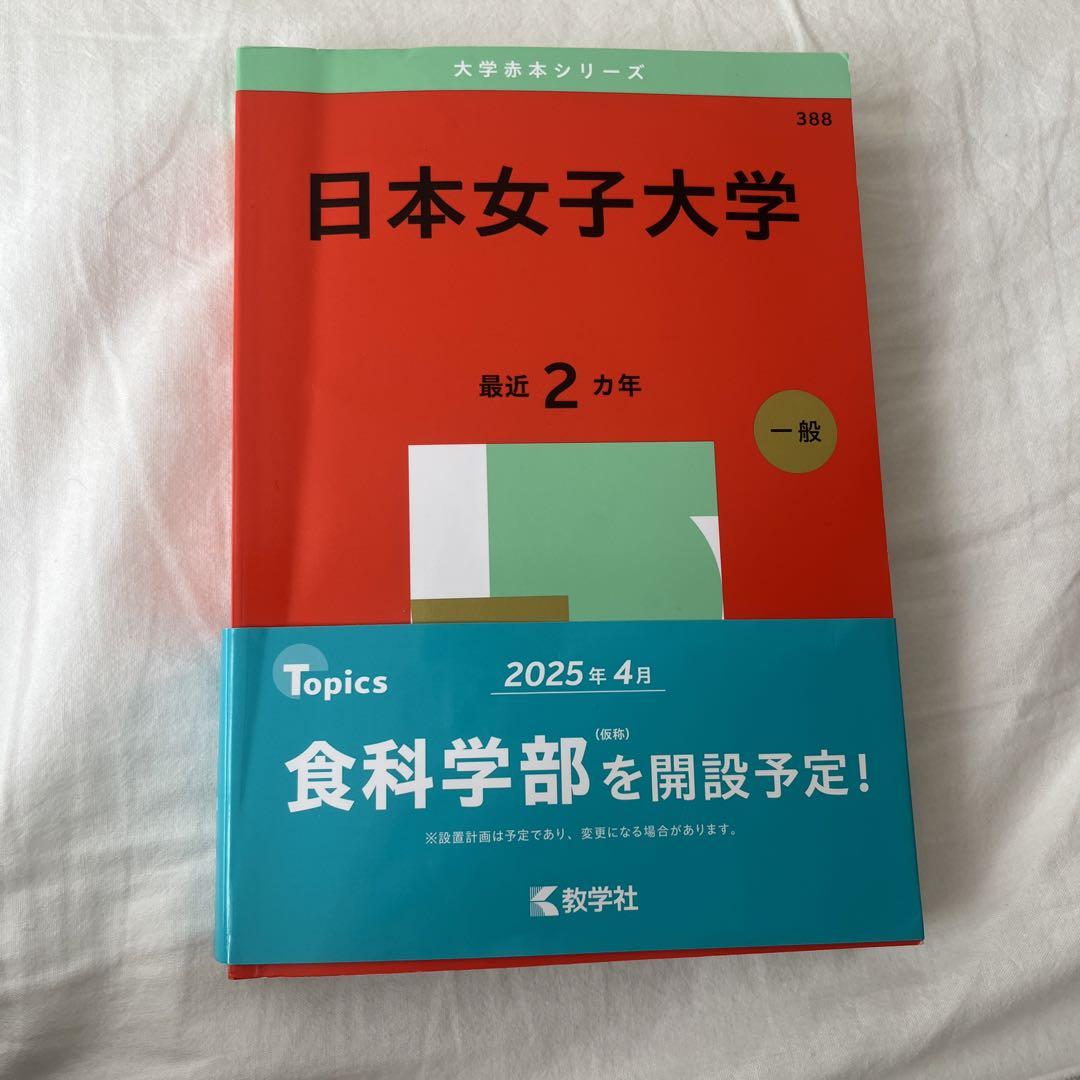 大学赤本シリーズ
388
日本女子大学
最近 2 カ年
一般
Topics
2025年4月
食科学部(仮称)を開設予定!
※設置計画は予定であり、変更になる場合があります。
教学社